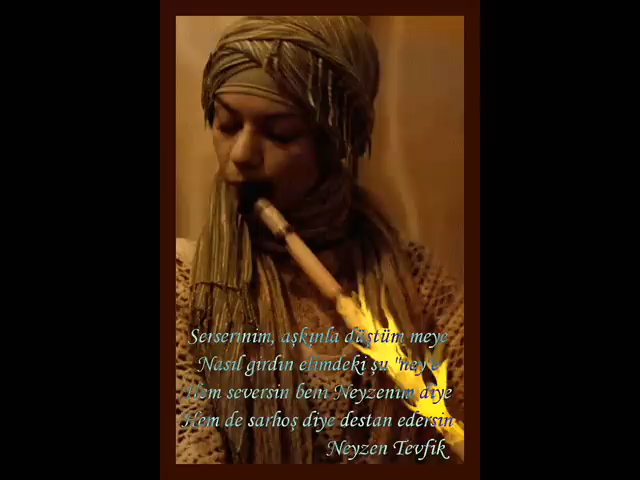 Serserinim, aşkınla düştüm meye
Nasıl girdin elimdeki şu "ney'e
Hem seversin beni Neyzenim diye
Hem de sarhoş diye destan edersin
Neyzen Tevfik